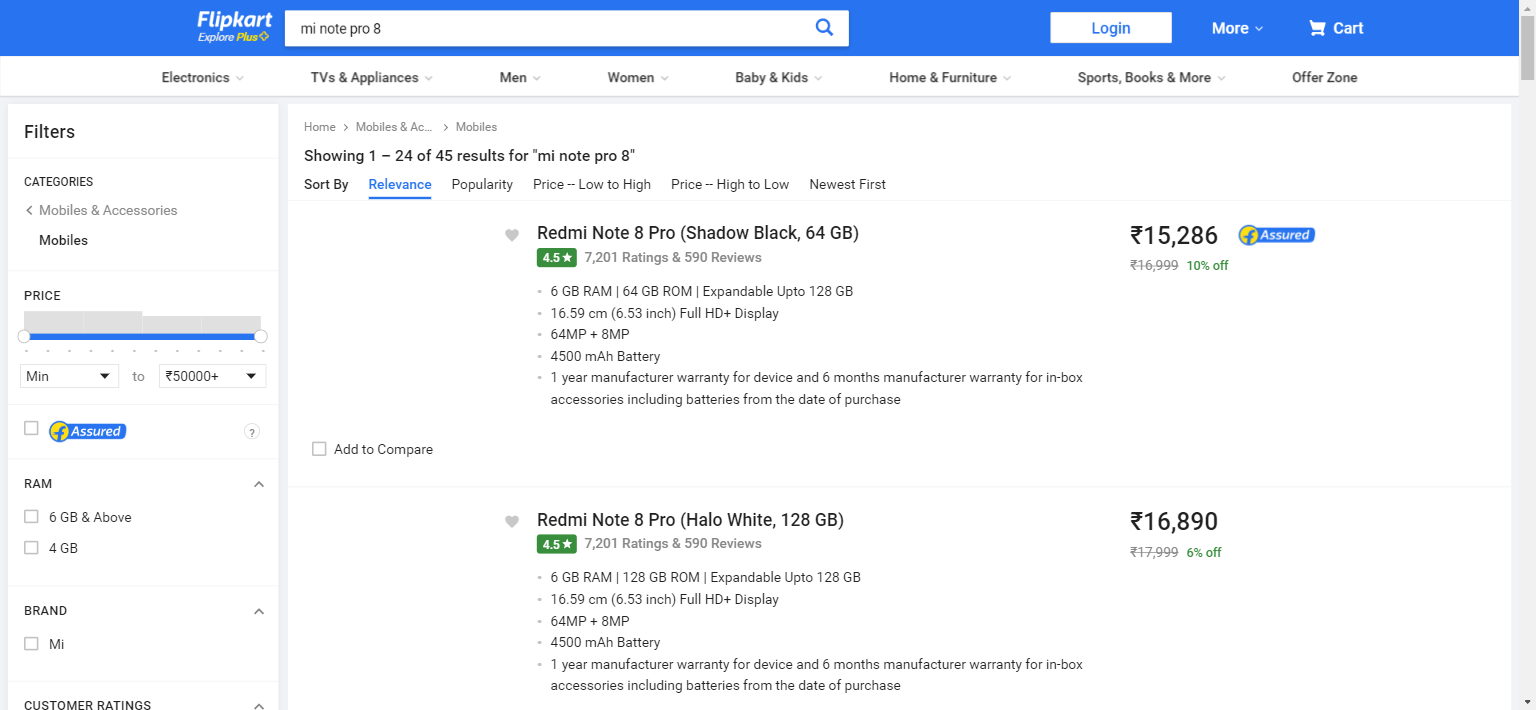 Flipkart
Explore Plus
mi note pro 8
Login
More
Cart
Electronics
TVs & Appliances
Men
Women
Baby & Kids
Home & Furniture
Sports, Books & More
Offer Zone
Filters
CATEGORIES
Mobiles & Accessories
Mobiles
PRICE
Min
to
₹50000+
Assured
?
RAM
6 GB & Above
4 GB
BRAND
Mi
CUSTOMER RATINGS
Home
Mobiles & Ac...
Mobiles
Showing 1 – 24 of 45 results for "mi note pro 8"
Sort By
Relevance
Popularity
Price -- Low to High
Price -- High to Low
Newest First
Redmi Note 8 Pro (Shadow Black, 64 GB)
4.5
7,201 Ratings & 590 Reviews
6 GB RAM | 64 GB ROM | Expandable Upto 128 GB
16.59 cm (6.53 inch) Full HD+ Display
64MP + 8MP
4500 mAh Battery
1 year manufacturer warranty for device and 6 months manufacturer warranty for in-box
accessories including batteries from the date of purchase
₹15,286
Assured
₹16,999
10% off
Add to Compare
Redmi Note 8 Pro (Halo White, 128 GB)
4.5
7,201 Ratings & 590 Reviews
6 GB RAM | 128 GB ROM | Expandable Upto 128 GB
16.59 cm (6.53 inch) Full HD+ Display
64MP + 8MP
4500 mAh Battery
1 year manufacturer warranty for device and 6 months manufacturer warranty for in-box
accessories including batteries from the date of purchase
₹16,890
₹17,999
6% off